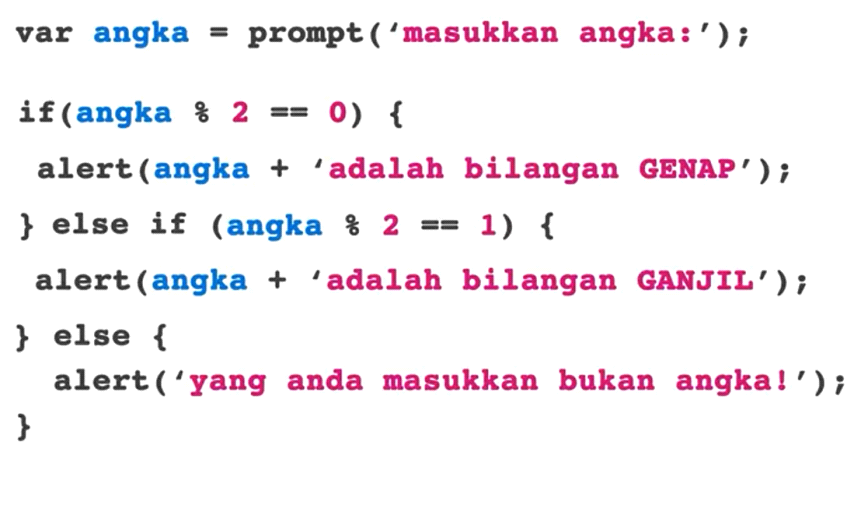 var angka = prompt(‘masukkan angka:’);
if(angka % 2 == 0) {
alert(angka + ‘adalah bilangan GENAP’);
} else if (angka % 2 == 1) {
alert(angka + ‘adalah bilangan GANJIL’);
} else {
alert(‘yang anda masukkan bukan angka!’);
}